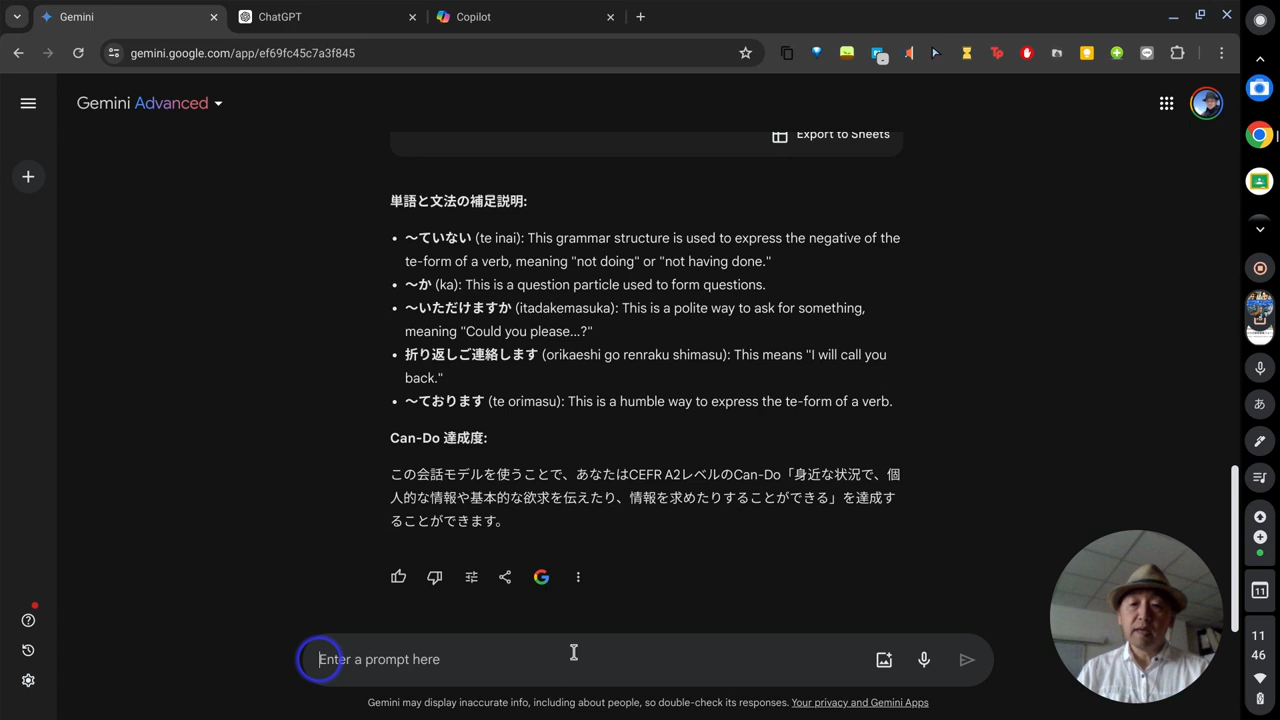 Gemini
ChatGPT
Copilot
gemini.google.com/app/ef69fc45c7a3f845
Gemini Advanced
Export to Sheets
単語と文法の補足説明:
• 〜ていない (te inai): This grammar structure is used to express the negative of the
te-form of a verb, meaning "not doing" or "not having done."
• 〜か (ka): This is a question particle used to form questions.
• 〜いただけますか (itadakemasuka): This is a polite way to ask for something,
meaning "Could you please...?"
• 折り返しご連絡します (orikaeshi go renraku shimasu): This means "I will call you
back."
• 〜ております (te orimasu): This is a humble way to express the te-form of a verb.
Can-Do 達成度:
この会話モデルを使うことで、あなたはCEFR A2レベルのCan-Do「身近な状況で、個
人的な情報や基本的な欲求を伝えたり、情報を求めたりすることができる」を達成す
ることができます。
Enter a prompt here
Gemini may display inaccurate info, including about people, so double-check its responses. Your privacy and Gemini Apps
Tp
あ
11
11
46